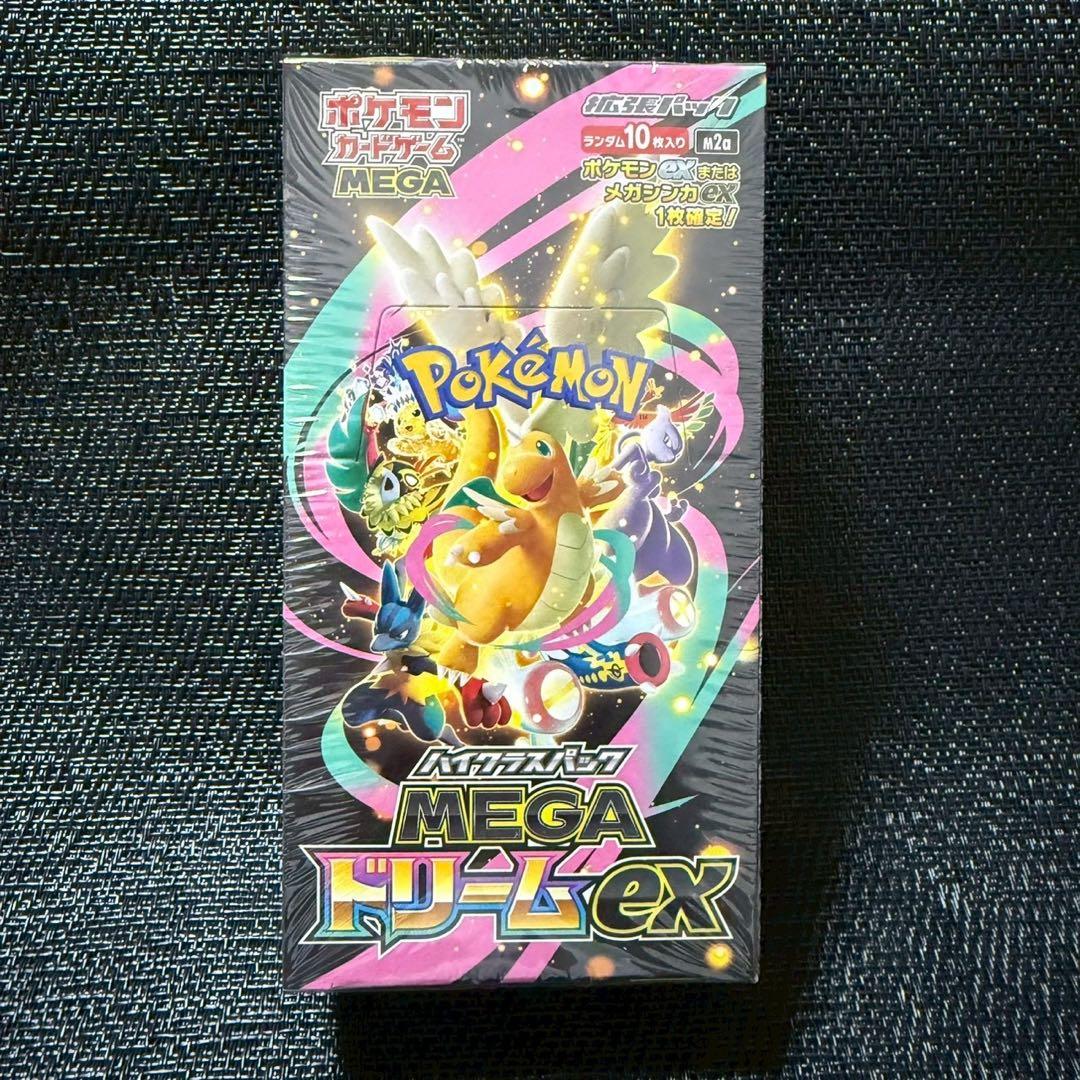 ポケモン
カードゲーム
MEGA
拡張パック
ランダム10枚入り M2a
ポケモンexまたは
メガシンカex
1枚確定!
POKéMON
TM
ハイクラスパック
MEGA
ドリームex